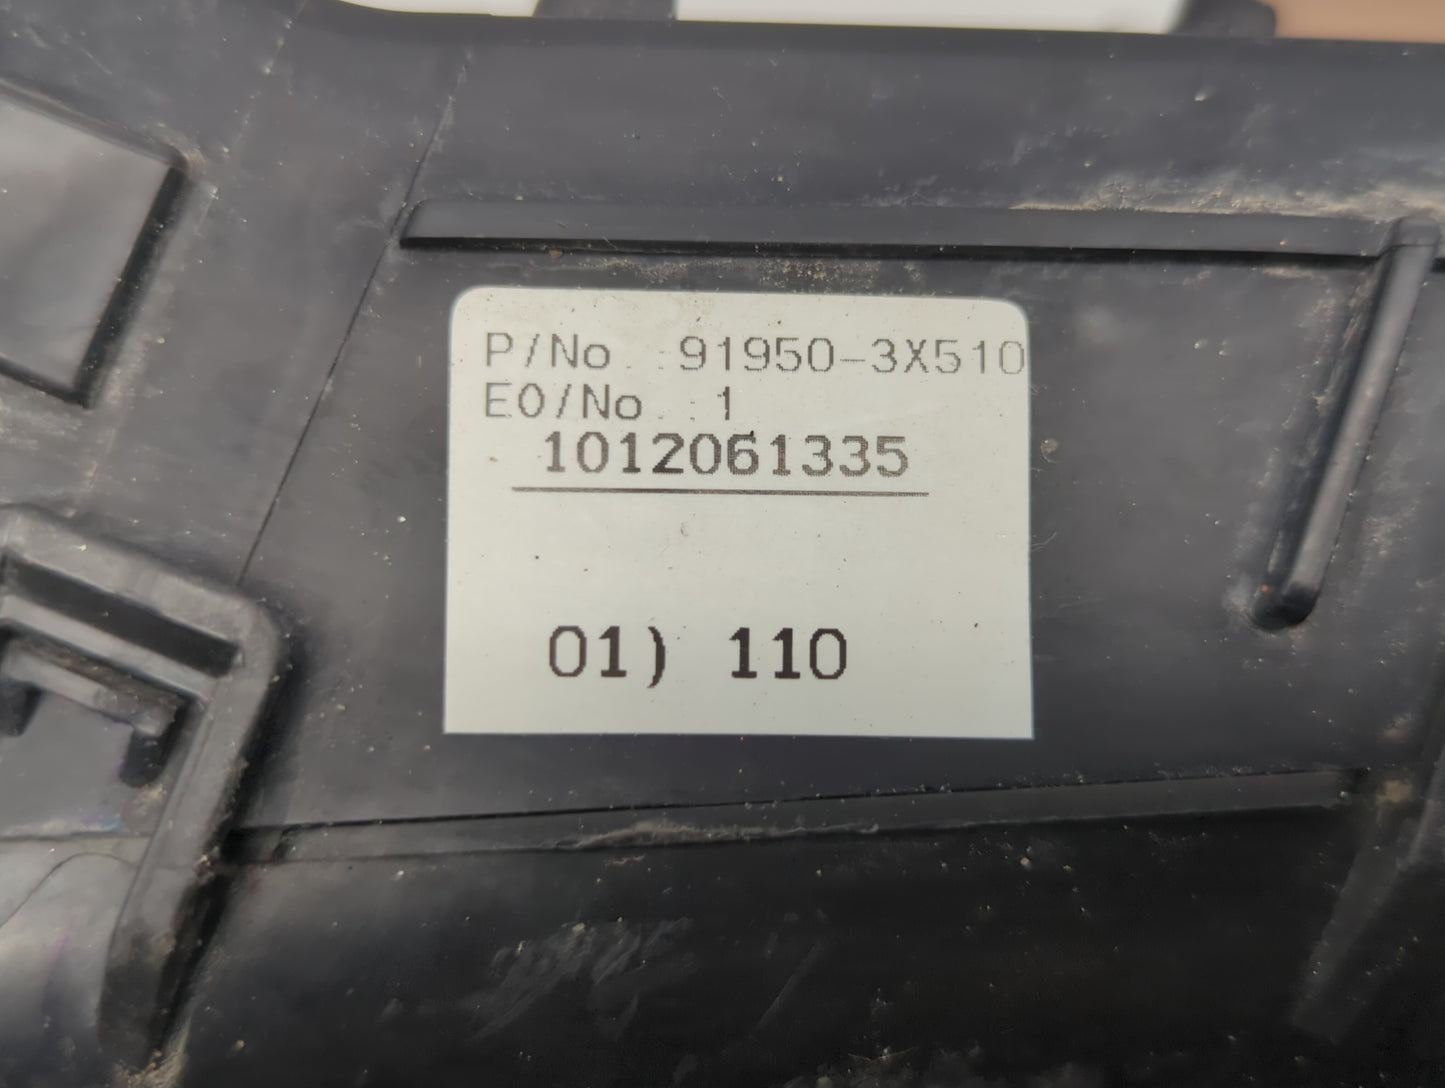 P/No : 91950-3X510
E0/No : 1
1012061335
01) 110